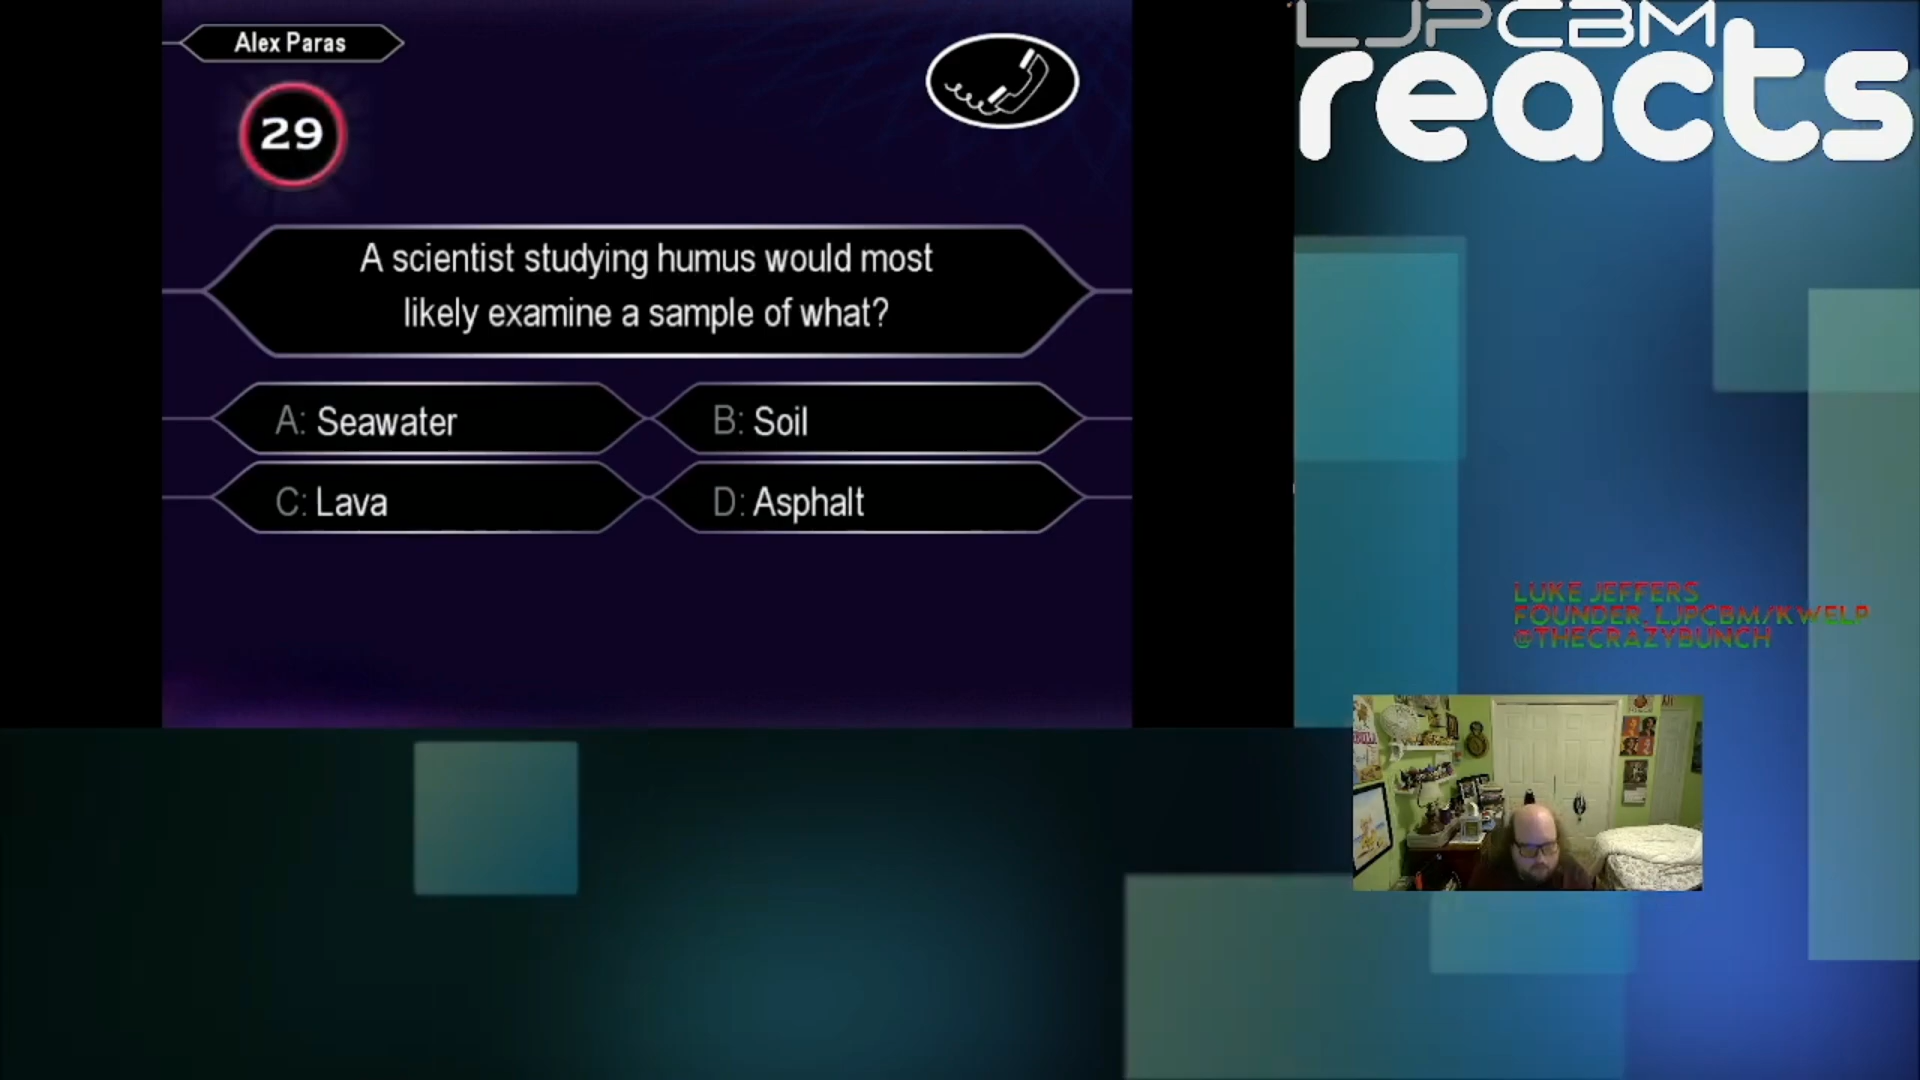 Alex Paras
29
A scientist studying humus would most
likely examine a sample of what?
A: Seawater
B: Soil
C: Lava
D: Asphalt
LJPCBM
reacts
LUKE JEFFERS
FOUNDER, LJPCBM/KWELP
@THECRAZYBUNCH